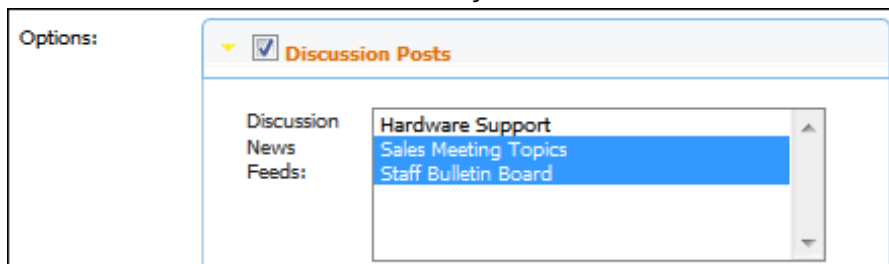 Options:
Discussion Posts
Discussion
News
Feeds:
Hardware Support
Sales Meeting Topics
Staff Bulletin Board